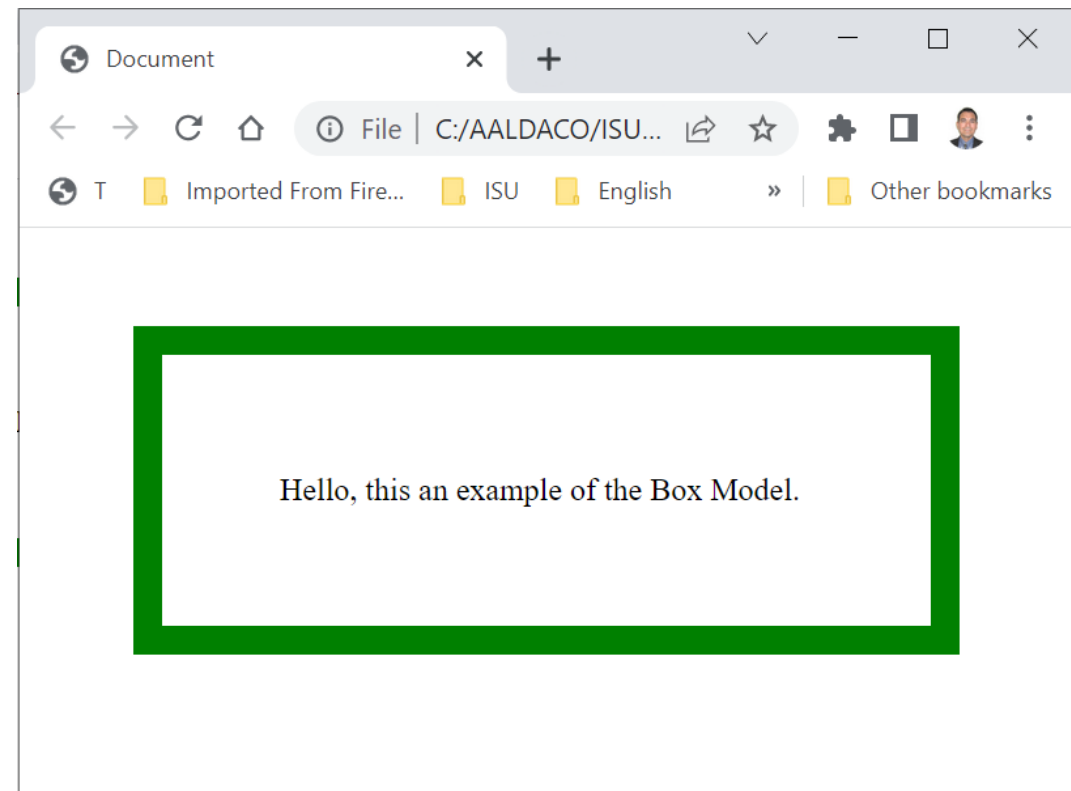 Document
File | C:/AALDACO/ISU...
T Imported From Fire... ISU English » Other bookmarks
Hello, this an example of the Box Model.